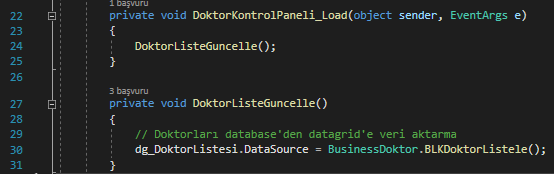 1 başvuru
22 private void DoktorKontrolPaneli_Load(object sender, EventArgs e)
23 {
24 DoktorListeGuncelle();
25 }
26
3 başvuru
27 private void DoktorListeGuncelle()
28 {
29 // Doktorları database'den datagrid'e veri aktarma
30 dg_DoktorListesi.DataSource = BusinessDoktor.BLKDoktorListele();
31 }